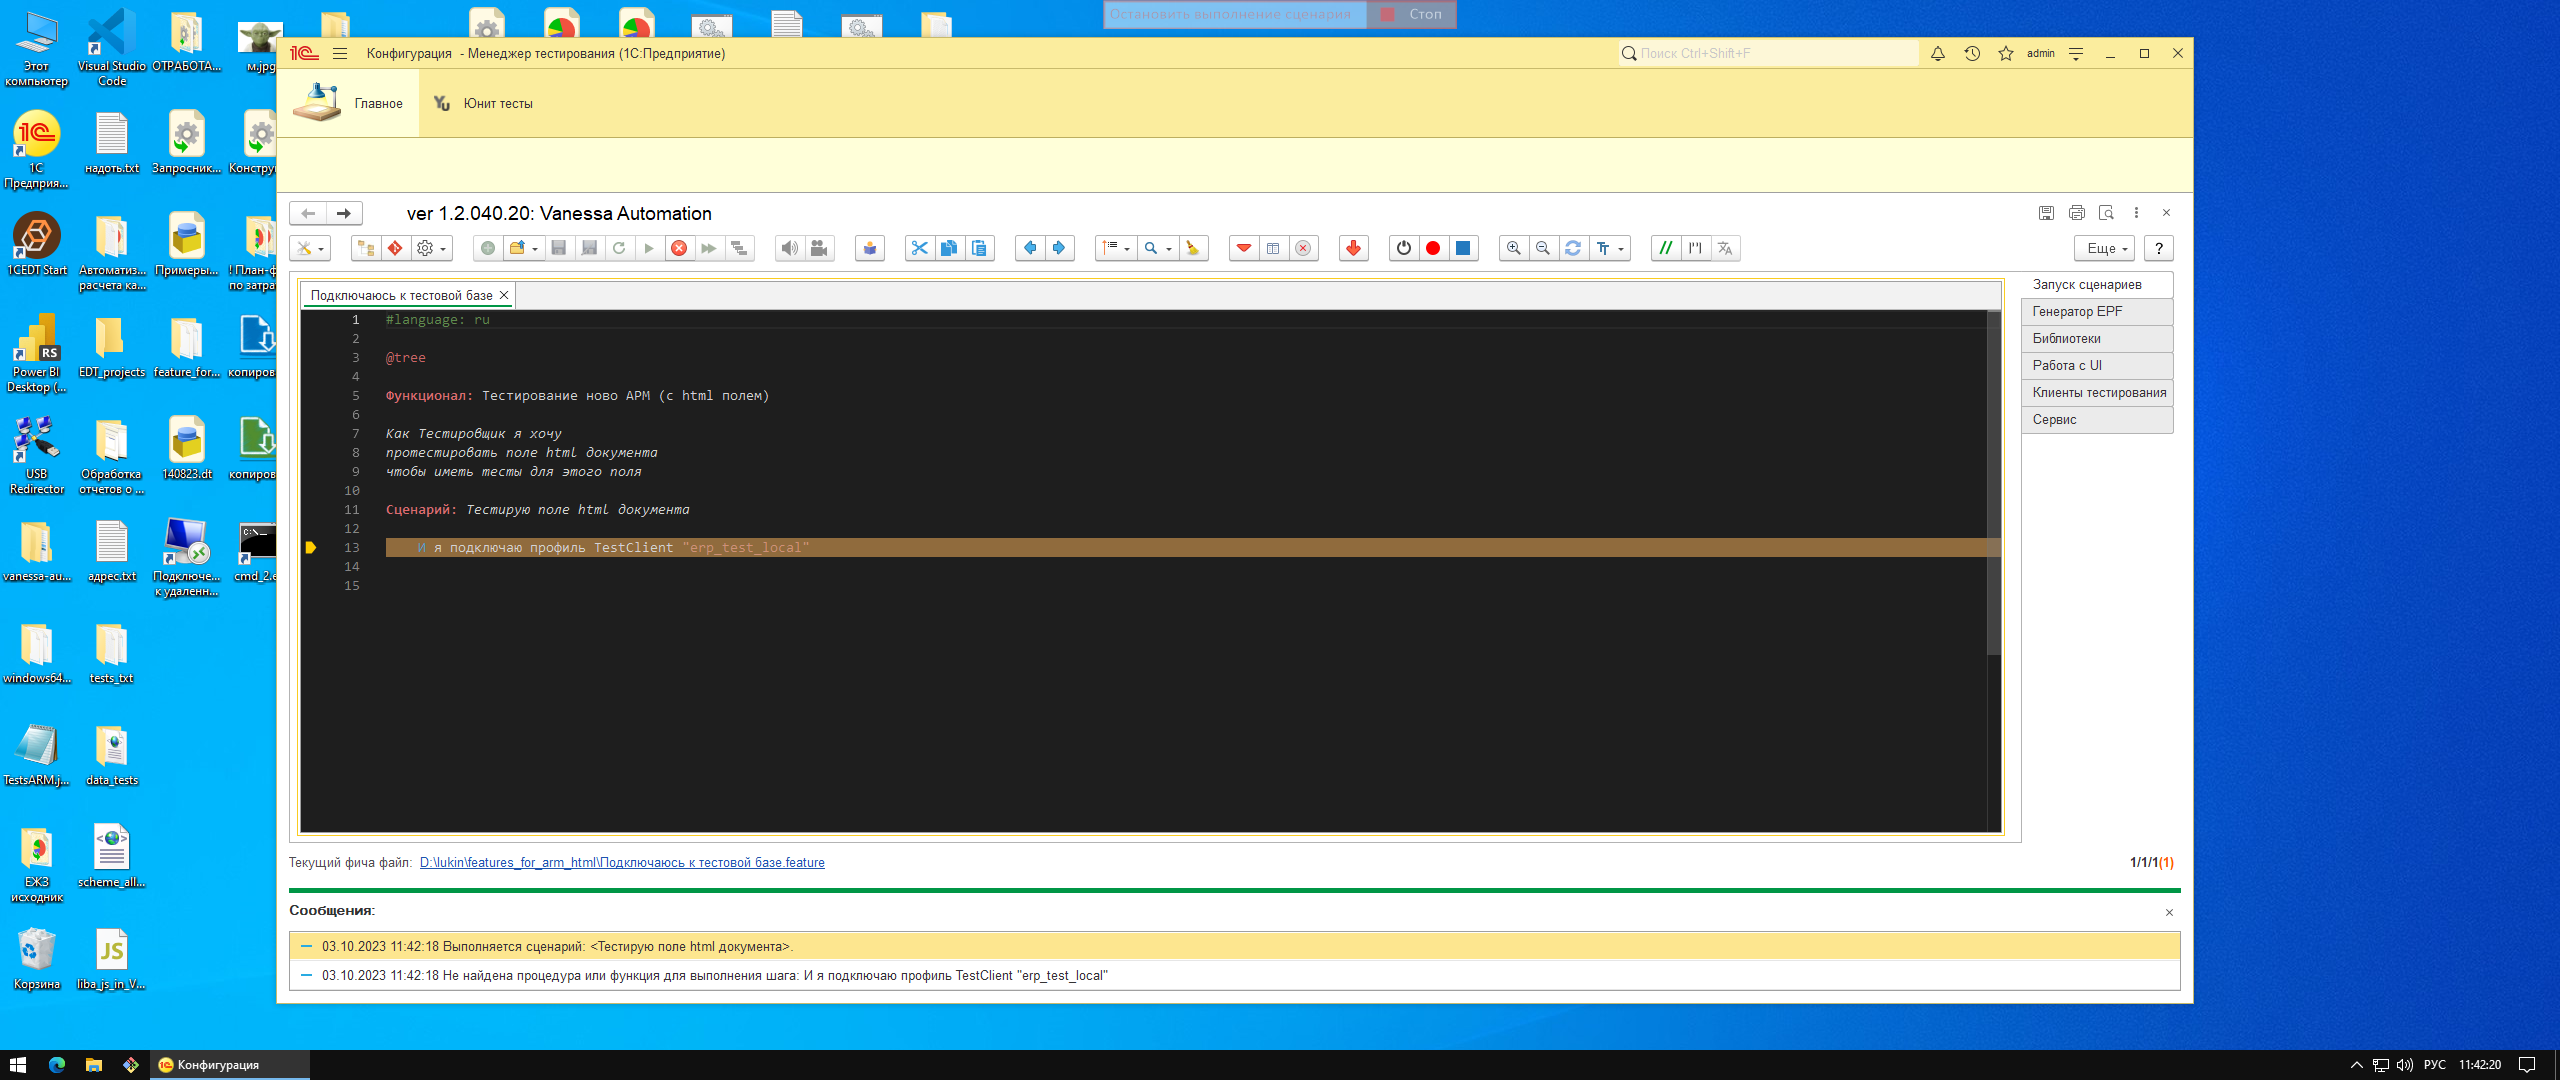 Остановить выполнение сценария Стоп
Этот компьютер
Visual Studio Code
ОТРАБОТА...
м.jpg
1С Предприя...
надоть.txt
Запросник...
1CEDT Start
Автоматиз... расчета ка...
Примеры...
! План-ф по затрат
Power BI Desktop (...
EDT_projects
feature_for...
USB Redirector
Обработка отчетов о ...
140823.dt
vanessa-au...
адрес.txt
Подключе... к удаленн...
windows64...
tests_txt
TestsARM.j...
data_tests
ЕЖЗ исходник
scheme_all...
Корзина
liba_js_in_V...
Конфигурация - Менеджер тестирования (1С:Предприятие)
Поиск Ctrl+Shift+F
admin
Главное
Юнит тесты
ver 1.2.040.20: Vanessa Automation
Еще
?
Подключаюсь к тестовой базе
1 #language: ru
2
3 @tree
4
5 Функционал: Тестирование ново АРМ (с html полем)
6
7 Как Тестировщик я хочу
8 протестировать поле html документа
9 чтобы иметь тесты для этого поля
10
11 Сценарий: Тестирую поле html документа
12
13 И я подключаю профиль TestClient "erp_test_local"
14
15
Запуск сценариев
Генератор EPF
Библиотеки
Работа с UI
Клиенты тестирования
Сервис
Текущий фича файл: D:\lukin\features_for_arm_html\Подключаюсь к тестовой базе.feature
1/1/1(1)
Сообщения:
03.10.2023 11:42:18 Выполняется сценарий: <Тестирую поле html документа>.
03.10.2023 11:42:18 Не найдена процедура или функция для выполнения шага: И я подключаю профиль TestClient "erp_test_local"
Конфигурация
РУС
11:42:20